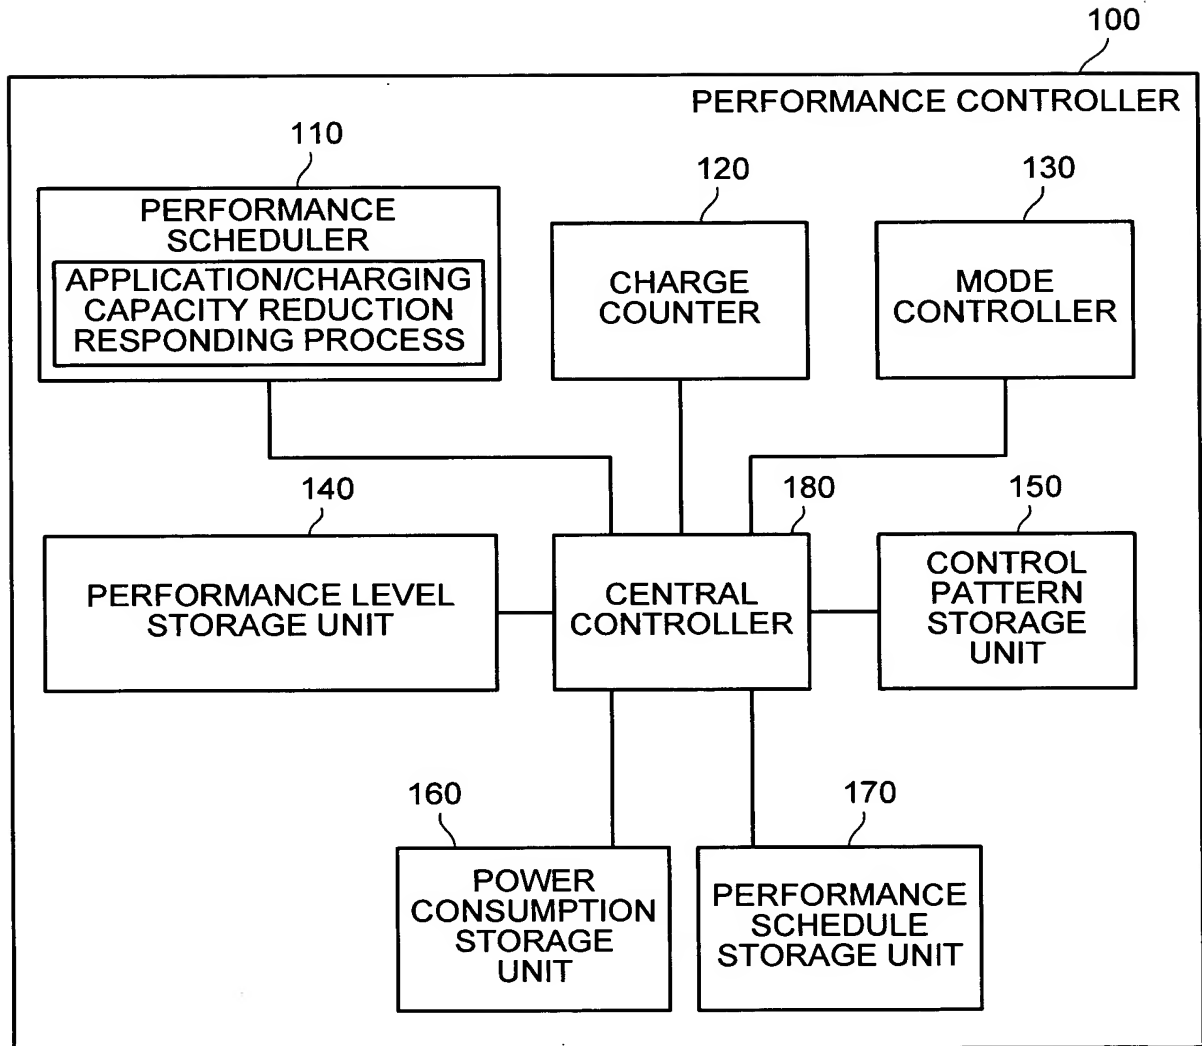 100
PERFORMANCE CONTROLLER
110
PERFORMANCE
SCHEDULER
APPLICATION/CHARGING
CAPACITY REDUCTION
RESPONDING PROCESS
120
CHARGE
COUNTER
130
MODE
CONTROLLER
140
PERFORMANCE LEVEL
STORAGE UNIT
180
CENTRAL
CONTROLLER
150
CONTROL
PATTERN
STORAGE
UNIT
160
POWER
CONSUMPTION
STORAGE
UNIT
170
PERFORMANCE
SCHEDULE
STORAGE UNIT